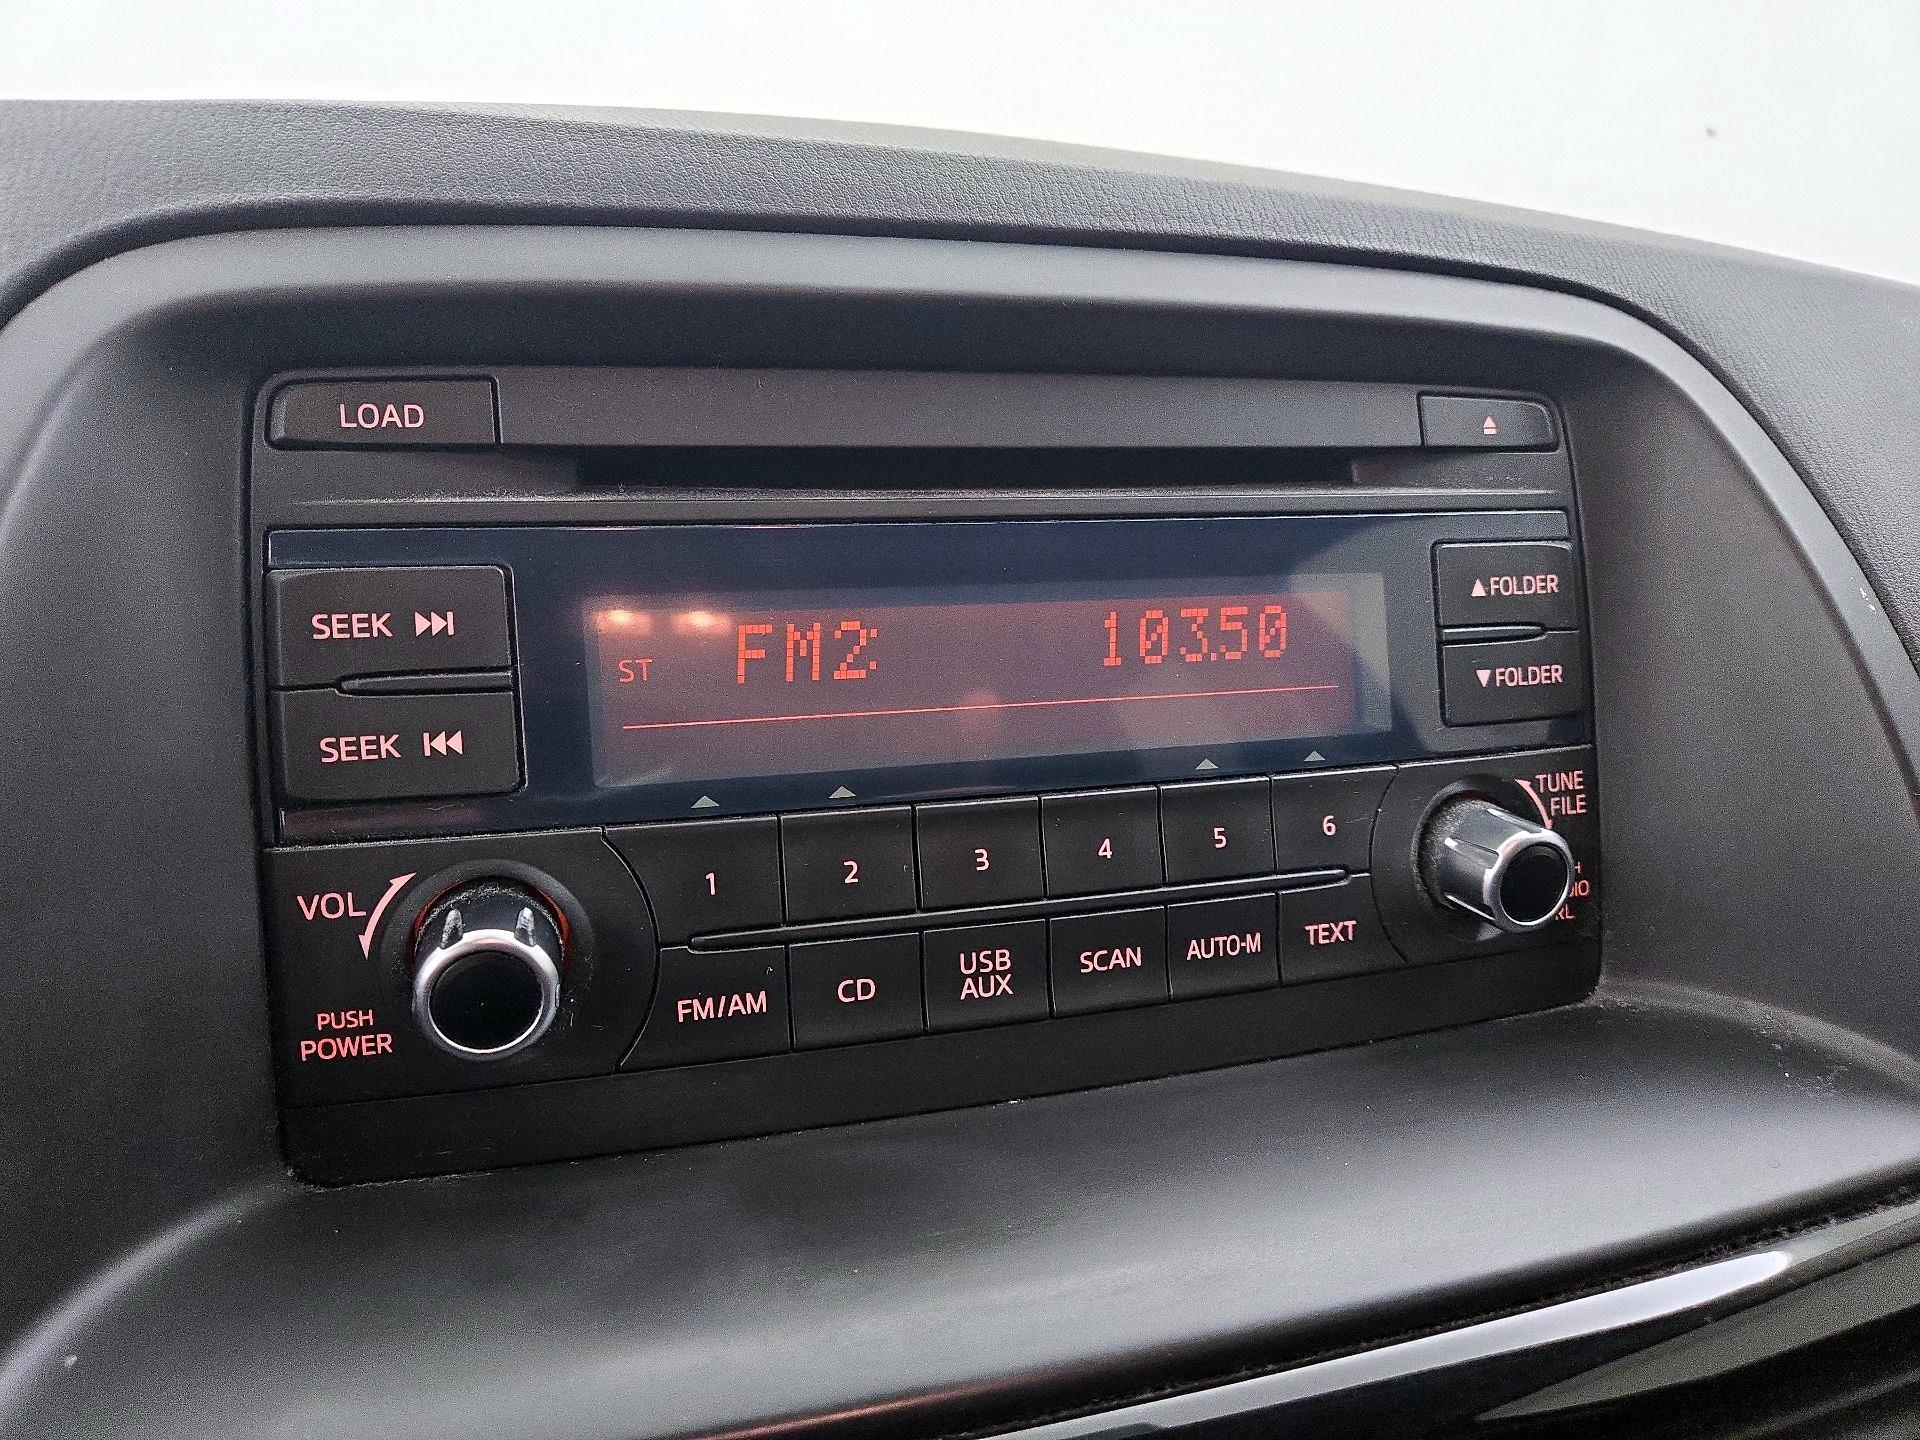 LOAD
SEEK
SEEK
ST FM2: 103.50
▲FOLDER
▼FOLDER
VOL
PUSH
POWER
1 2 3 4 5 6
FM/AM
CD
USB
AUX
SCAN
AUTO-M
TEXT
TUNE
FILE